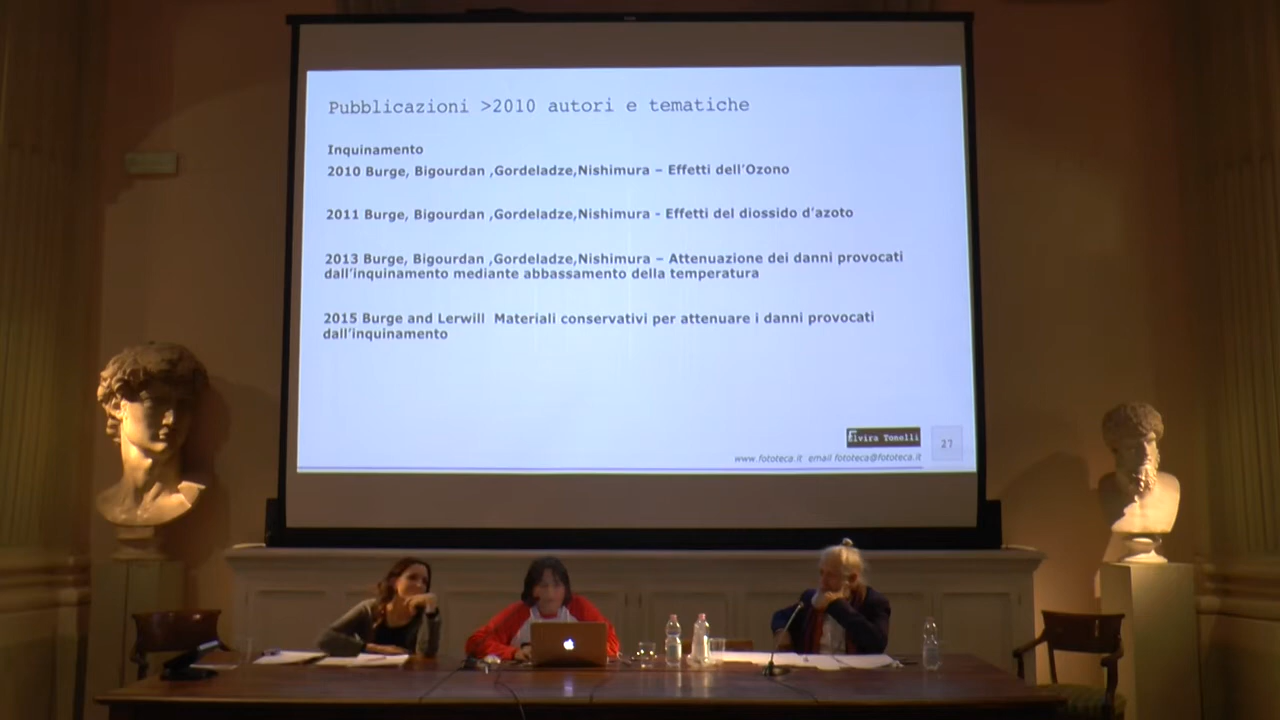 Pubblicazioni >2010 autori e tematiche
Inquinamento
2010 Burge, Bigourdan ,Gordeladze,Nishimura – Effetti dell'Ozono
2011 Burge, Bigourdan ,Gordeladze,Nishimura - Effetti del diossido d'azoto
2013 Burge, Bigourdan ,Gordeladze,Nishimura – Attenuazione dei danni provocati
dall'inquinamento mediante abbassamento della temperatura
2015 Burge and Lerwill Materiali conservativi per attenuare i danni provocati
dall'inquinamento
Elvira Tonelli
27
www.fototeca.it email fototeca@fototeca.it